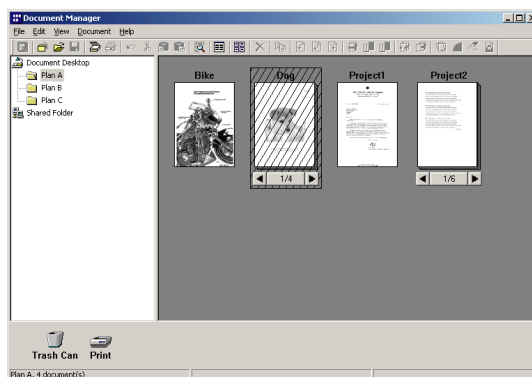 Document Manager
File Edit View Document Help
Document Desktop
Plan A
Plan B
Plan C
Shared Folder
Bike Dog Project1 Project2
1/4 1/6
Trash Can Print
Plan A, 4 document(s)